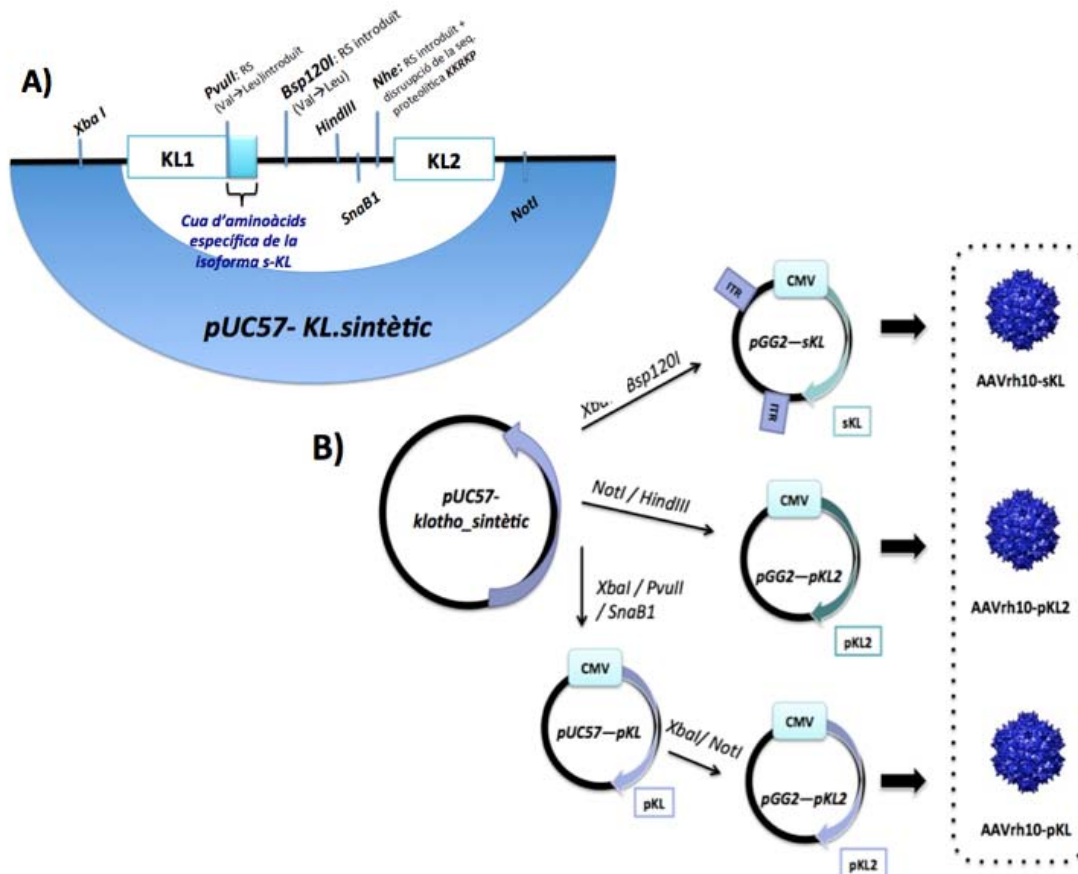 A)
Xba I
PvuII: RS
(Val→Leu)introduït
Bsp120I: RS introduït
(Val→Leu)
HindIII
Nhe: RS introduït +
disruupció de la seq.
proteolítica KKRKP
KL1
KL2
SnaB1
NotI
Cua d'aminoàcids
específica de la
isoforma s-KL
pUC57- KL.sintètic
B)
pUC57-
klotho_sintètic
Bsp120I
CMV
ITR
pGG2—sKL
ITR
sKL
AAVrh10-sKL
NotI / HindIII
CMV
pGG2—pKL2
pKL2
AAVrh10-pKL2
XbaI / PvuII
/ SnaB1
CMV
pUC57—pKL
pKL
XbaI/ NotI
CMV
pGG2—pKL2
pKL2
AAVrh10-pKL